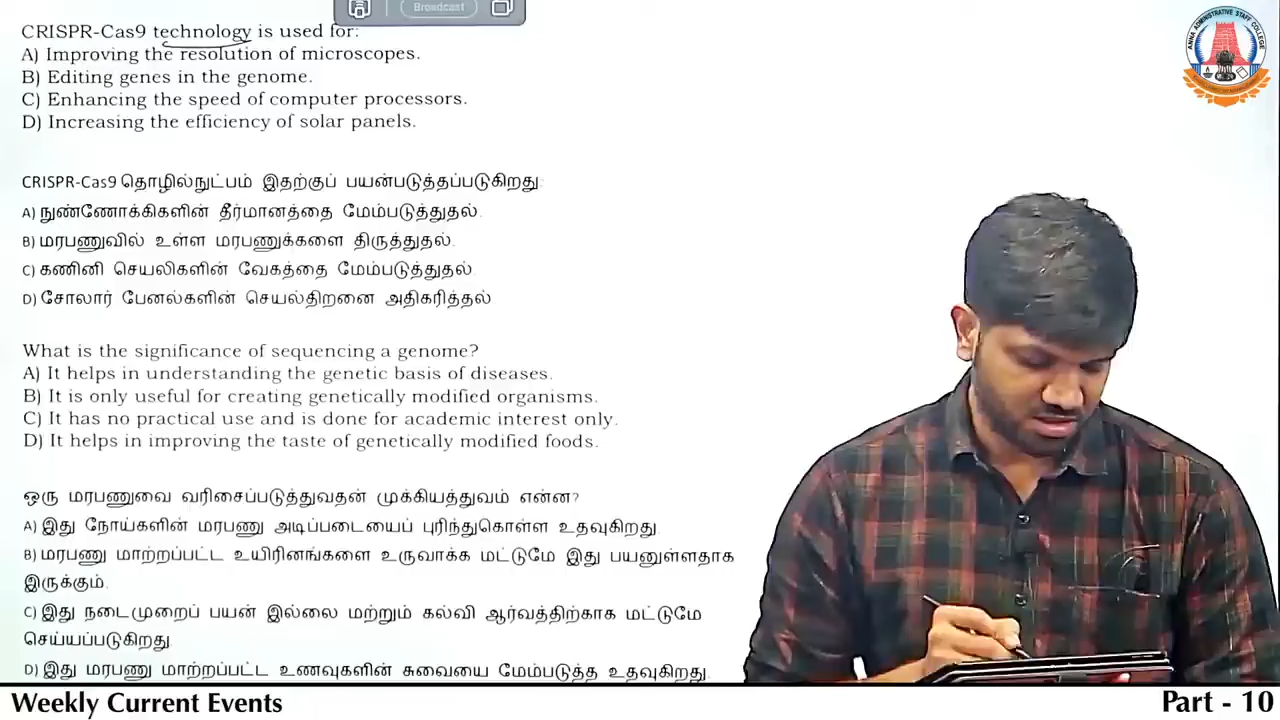 Broadcast
CRISPR-Cas9 technology is used for:
A) Improving the resolution of microscopes.
B) Editing genes in the genome.
C) Enhancing the speed of computer processors.
D) Increasing the efficiency of solar panels.
CRISPR-Cas9 தொழில்நுட்பம் இதற்குப் பயன்படுத்தப்படுகிறது:
A) நுண்ணோக்கிகளின் தீர்மானத்தை மேம்படுத்துதல்.
B) மரபணுவில் உள்ள மரபணுக்களை திருத்துதல்.
C) கணினி செயலிகளின் வேகத்தை மேம்படுத்துதல்
D) சோலார் பேனல்களின் செயல்திறனை அதிகரித்தல்
What is the significance of sequencing a genome?
A) It helps in understanding the genetic basis of diseases.
B) It is only useful for creating genetically modified organisms.
C) It has no practical use and is done for academic interest only.
D) It helps in improving the taste of genetically modified foods.
ஒரு மரபணுவை வரிசைப்படுத்துவதன் முக்கியத்துவம் என்ன?
A) இது நோய்களின் மரபணு அடிப்படையைப் புரிந்துகொள்ள உதவுகிறது.
B) மரபணு மாற்றப்பட்ட உயிரினங்களை உருவாக்க மட்டுமே இது பயனுள்ளதாக
இருக்கும்.
C) இது நடைமுறைப் பயன் இல்லை மற்றும் கல்வி ஆர்வத்திற்காக மட்டுமே
செய்யப்படுகிறது.
D) இது மரபணு மாற்றப்பட்ட உணவுகளின் சுவையை மேம்படுத்த உதவுகிறது.
ANNA ADMINISTRATIVE STAFF COLLEGE
Weekly Current Events
Part - 10